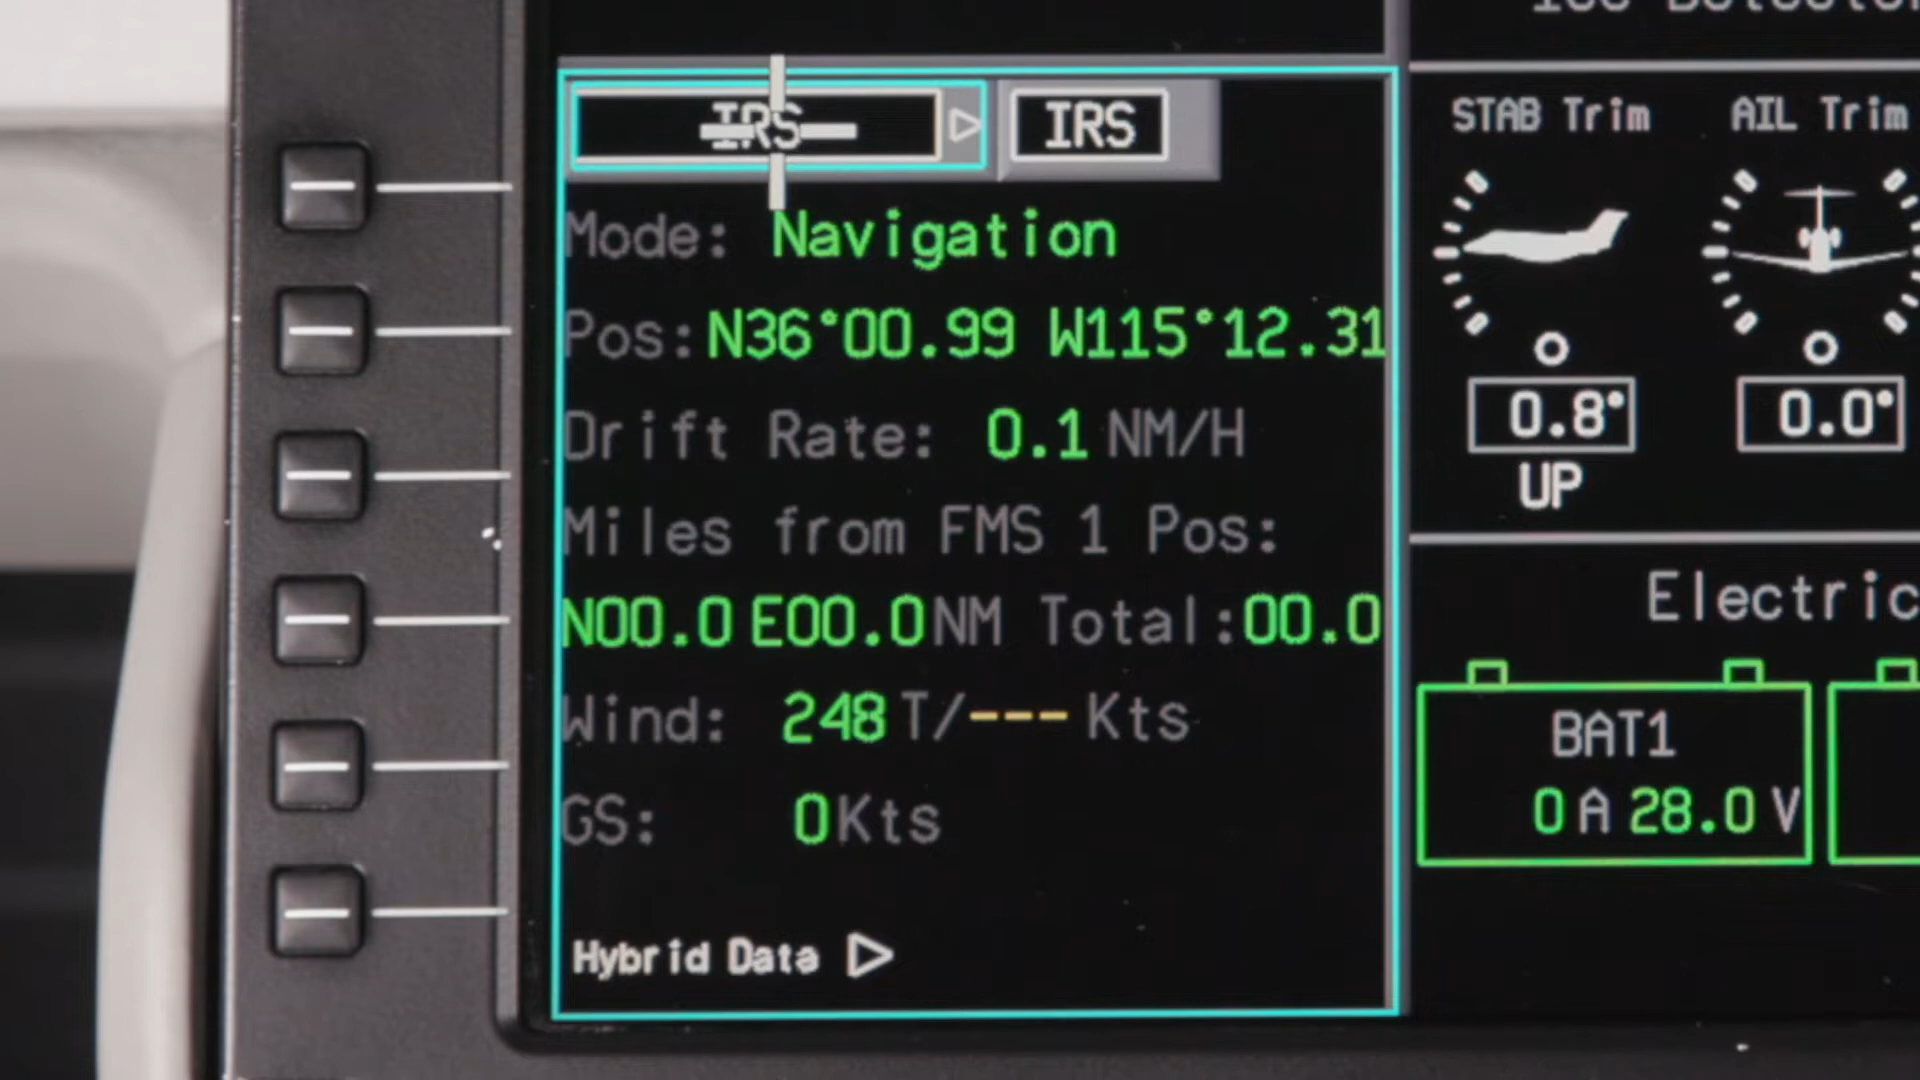 IRS IRS
Mode: Navigation
Pos: N36°00.99 W115°12.31
Drift Rate: 0.1 NM/H
Miles from FMS 1 Pos:
N00.0 E00.0 NM Total: 00.0
Wind: 248 T/--- Kts
GS: 0 Kts
Hybrid Data
STAB Trim AIL Trim
0.8° 0.0°
UP
Electric
BAT1
0 A 28.0 V